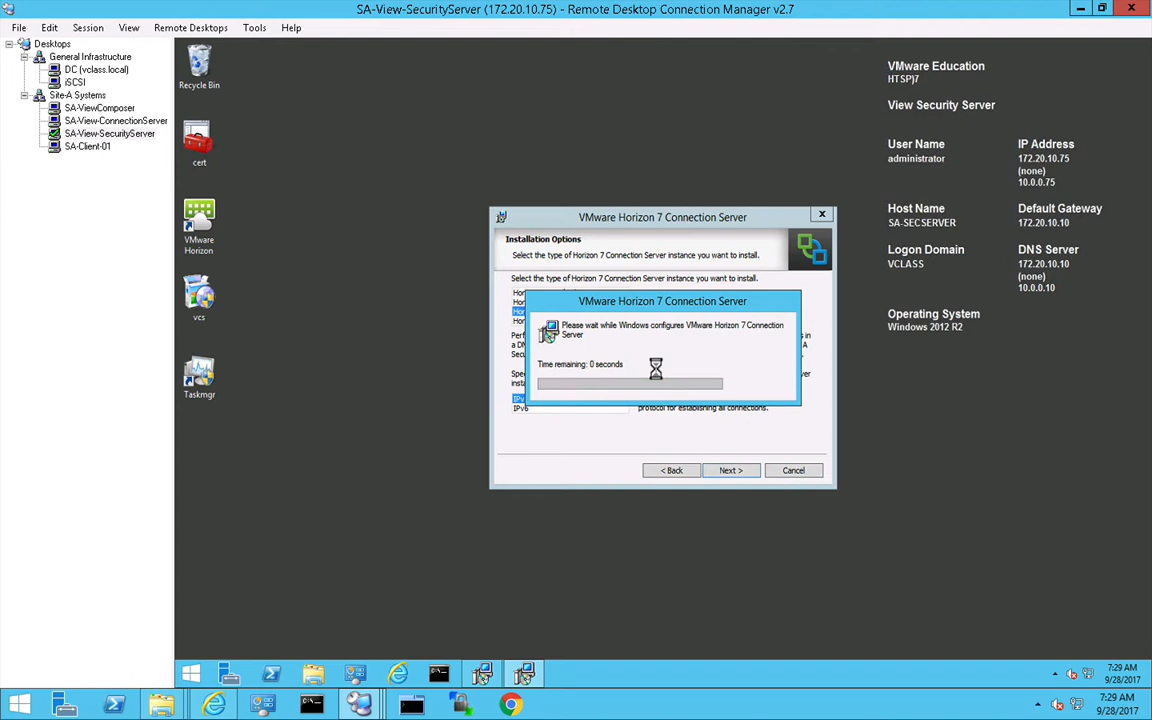 SA-View-SecurityServer (172.20.10.75) - Remote Desktop Connection Manager v2.7
File Edit Session View Remote Desktops Tools Help
Desktops
General Infrastructure
DC (vclass.local)
iSCSI
Site-A Systems
SA-ViewComposer
SA-View-ConnectionServer
SA-View-SecurityServer
SA-Client-01
Recycle Bin
cert
VMware
Horizon
vcs
Taskmgr
VMware Education
HTSP)7
View Security Server
User Name
administrator
IP Address
172.20.10.75
(none)
10.0.0.75
Host Name
SA-SECSERVER
Default Gateway
172.20.10.10
Logon Domain
VCLASS
DNS Server
172.20.10.10
(none)
10.0.0.10
Operating System
Windows 2012 R2
VMware Horizon 7 Connection Server
Installation Options
Select the type of Horizon 7 Connection Server instance you want to install.
Select the type of Horizon 7 Connection Server instance you want to install.
VMware Horizon 7 Connection Server
Please wait while Windows configures VMware Horizon 7 Connection
Server
Time remaining: 0 seconds
IPv6
protocol for establishing all connections.
< Back Next > Cancel
7:29 AM
9/28/2017
7:29 AM
9/28/2017